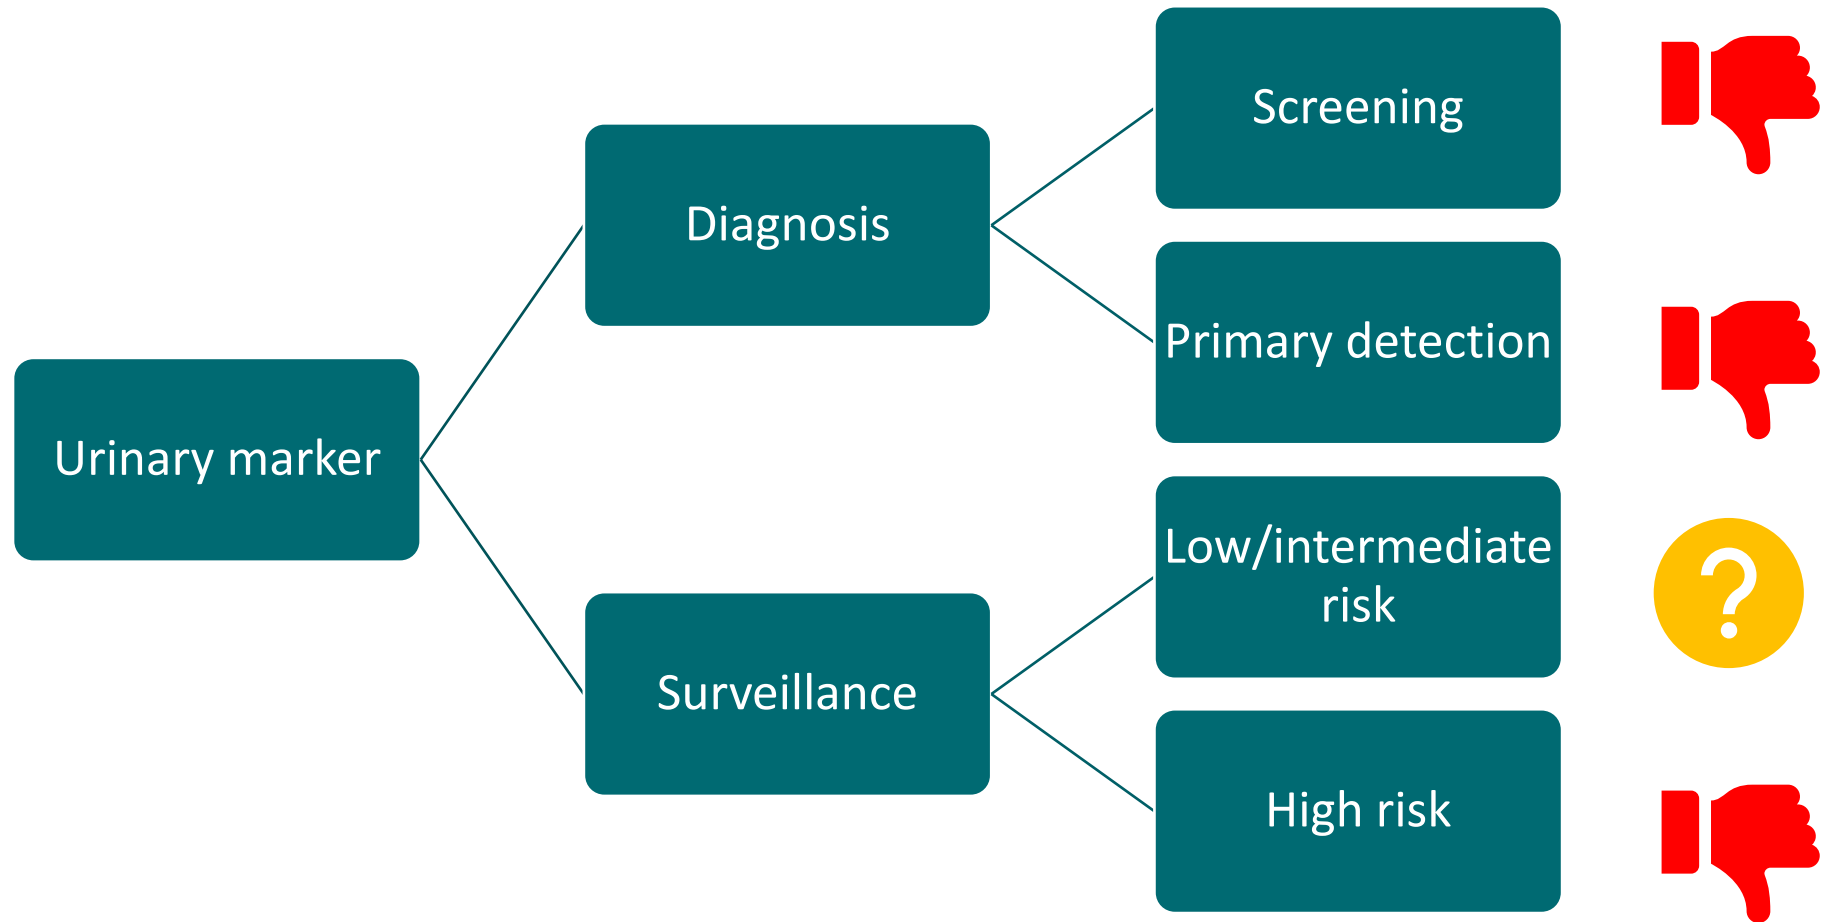 Urinary marker
Diagnosis
Screening
Primary detection
Surveillance
Low/intermediate
risk
High risk
?